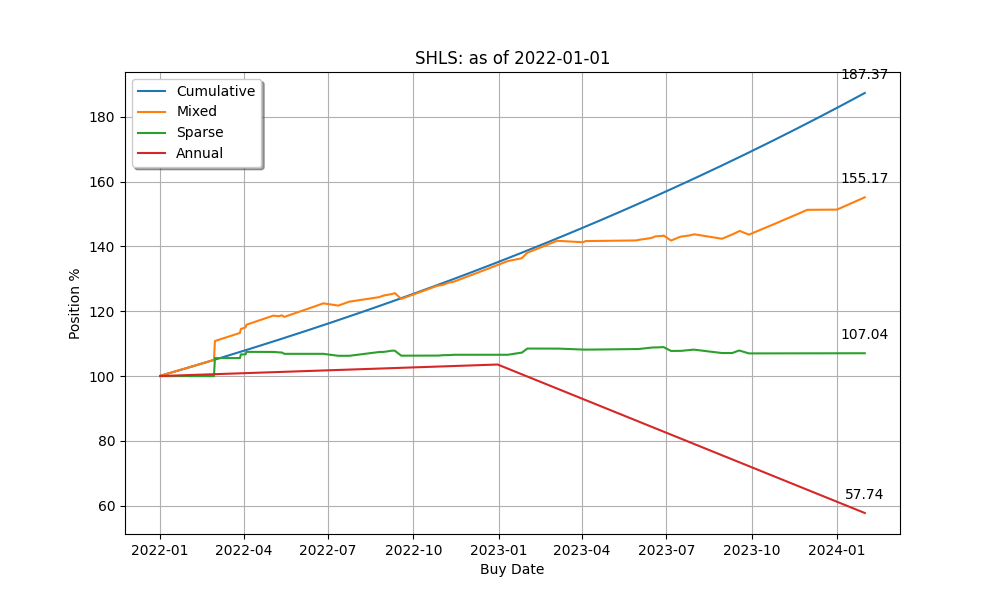 SHLS: as of 2022-01-01
187.37
Cumulative
Mixed
Sparse
Annual
180
160
155.17
140
120
107.04
100
80
60
57.74
Position %
2022-01 2022-04 2022-07 2022-10 2023-01 2023-04 2023-07 2023-10 2024-01
Buy Date